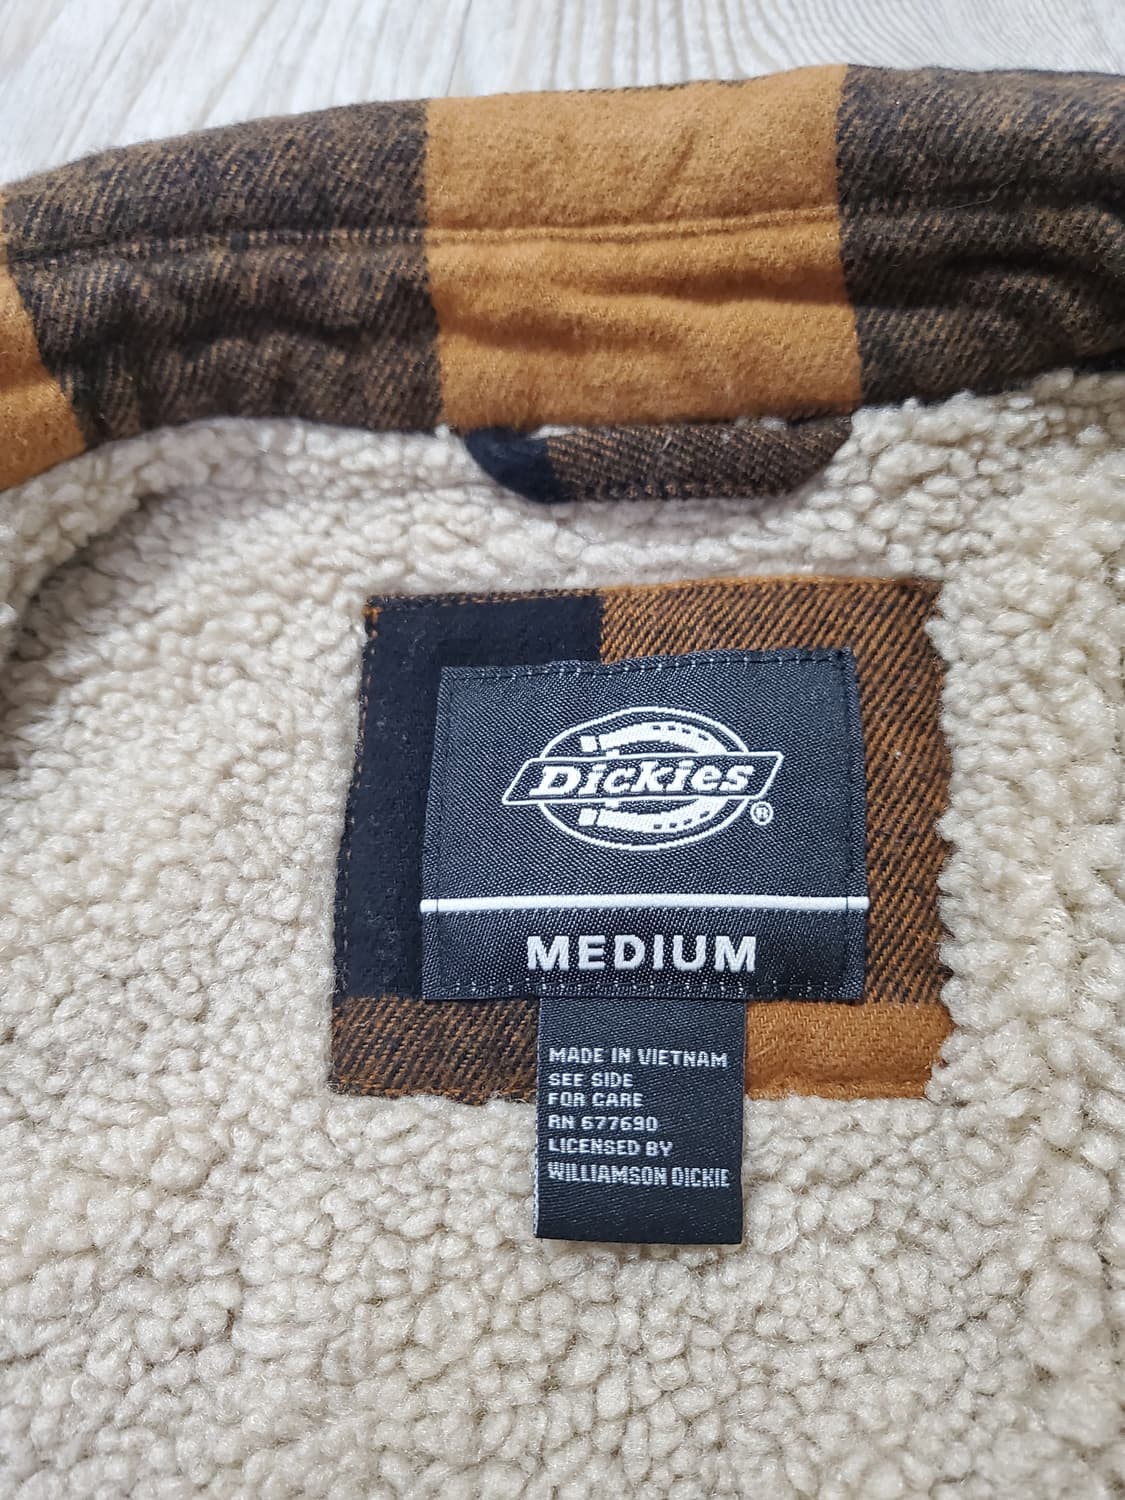 Dickies®
MEDIUM
MADE IN VIETNAM
SEE SIDE
FOR CARE
RN 677690
LICENSED BY
WILLIAMSON DICKIE